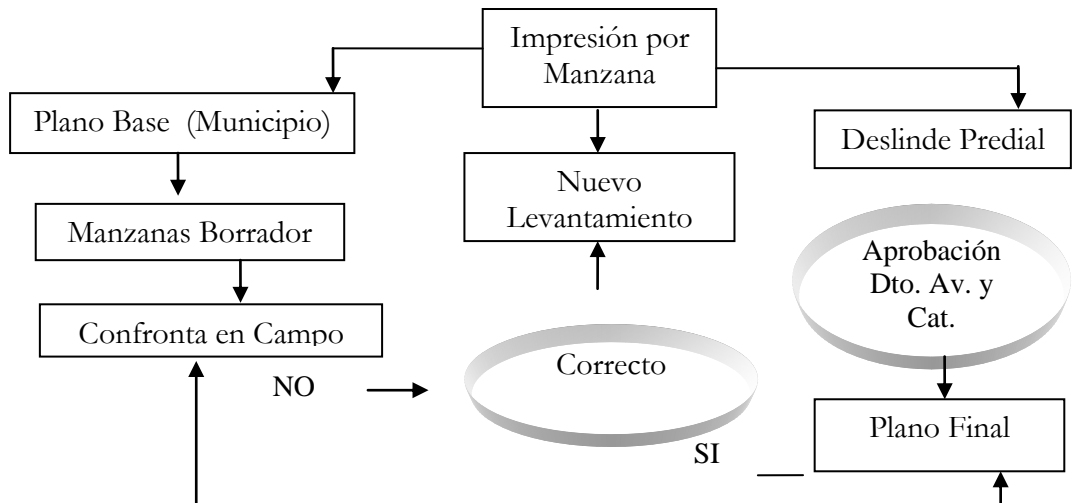 Impresión por
Manzana
Plano Base (Municipio)
Deslinde Predial
Nuevo
Levantamiento
Manzanas Borrador
Aprobación
Dto. Av. y
Cat.
Confronta en Campo
Correcto
NO
Plano Final
SI